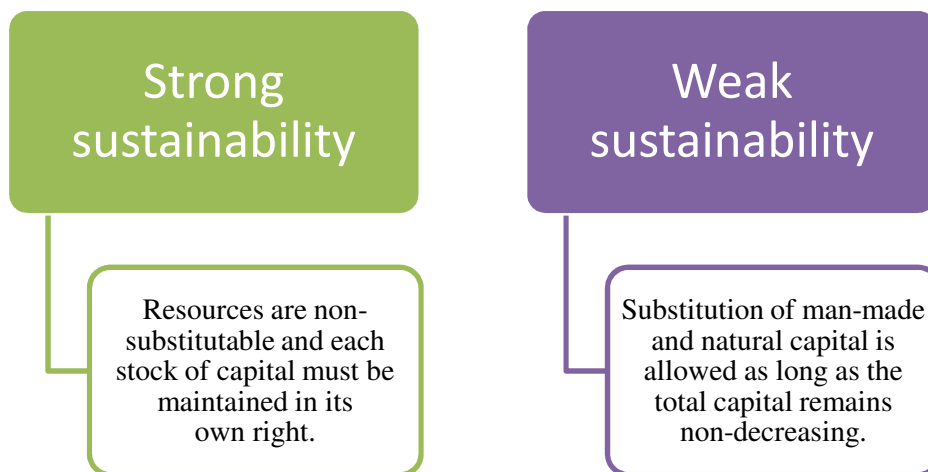 Strong
sustainability
Resources are non-
substitutable and each
stock of capital must be
maintained in its
own right.
Weak
sustainability
Substitution of man-made
and natural capital is
allowed as long as the
total capital remains
non-decreasing.